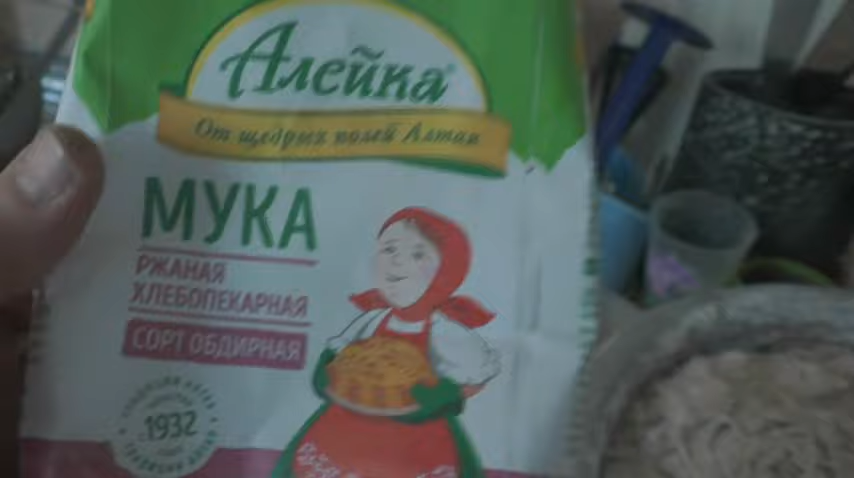 Алейка®
От щедрых полей Алтая
МУКА
РЖАНАЯ
ХЛЕБОПЕКАРНАЯ
СОРТ ОБДИРНАЯ
1932